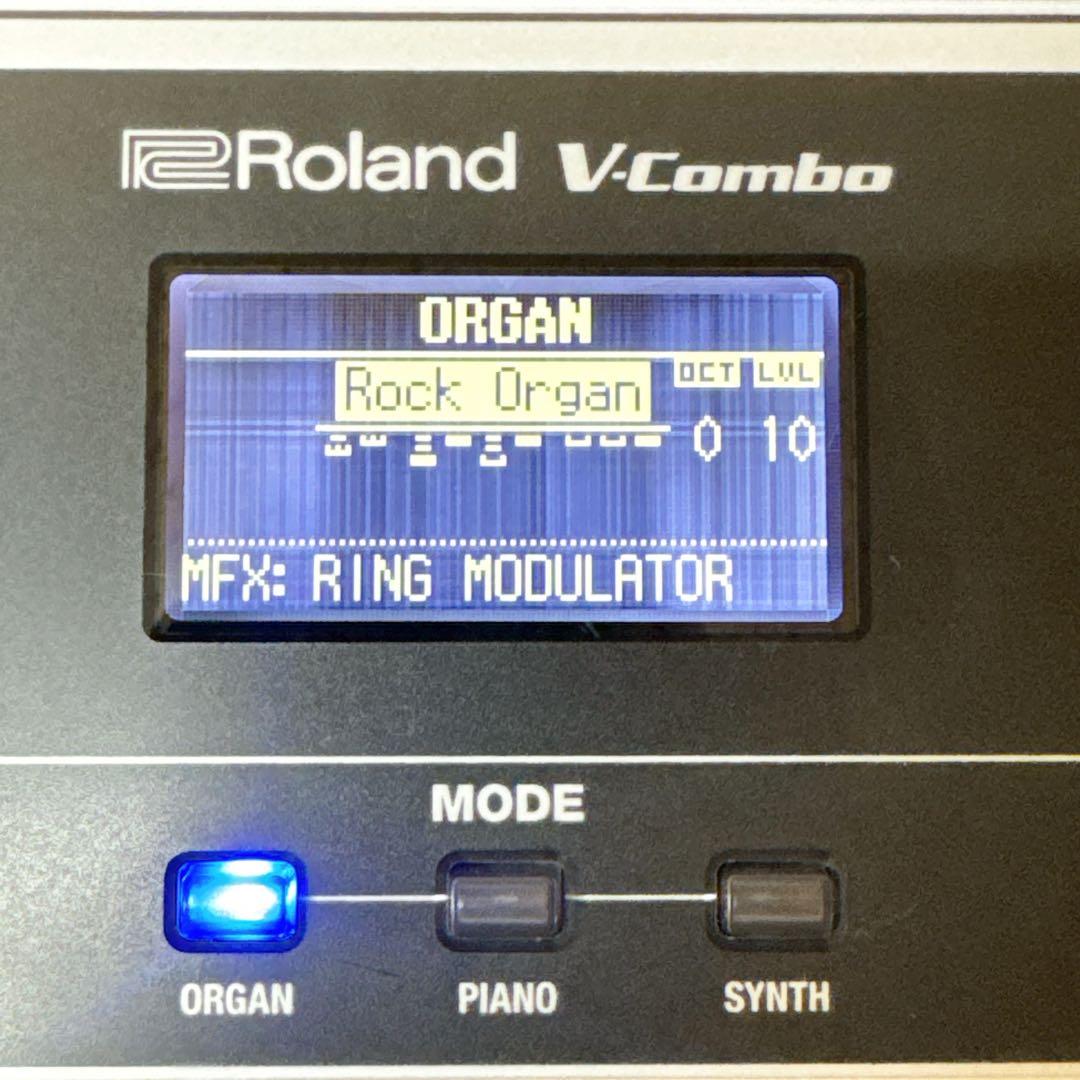 Roland V-Combo
ORGAN
Rock Organ OCT LVL
0 10
MFX: RING MODULATOR
MODE
ORGAN PIANO SYNTH